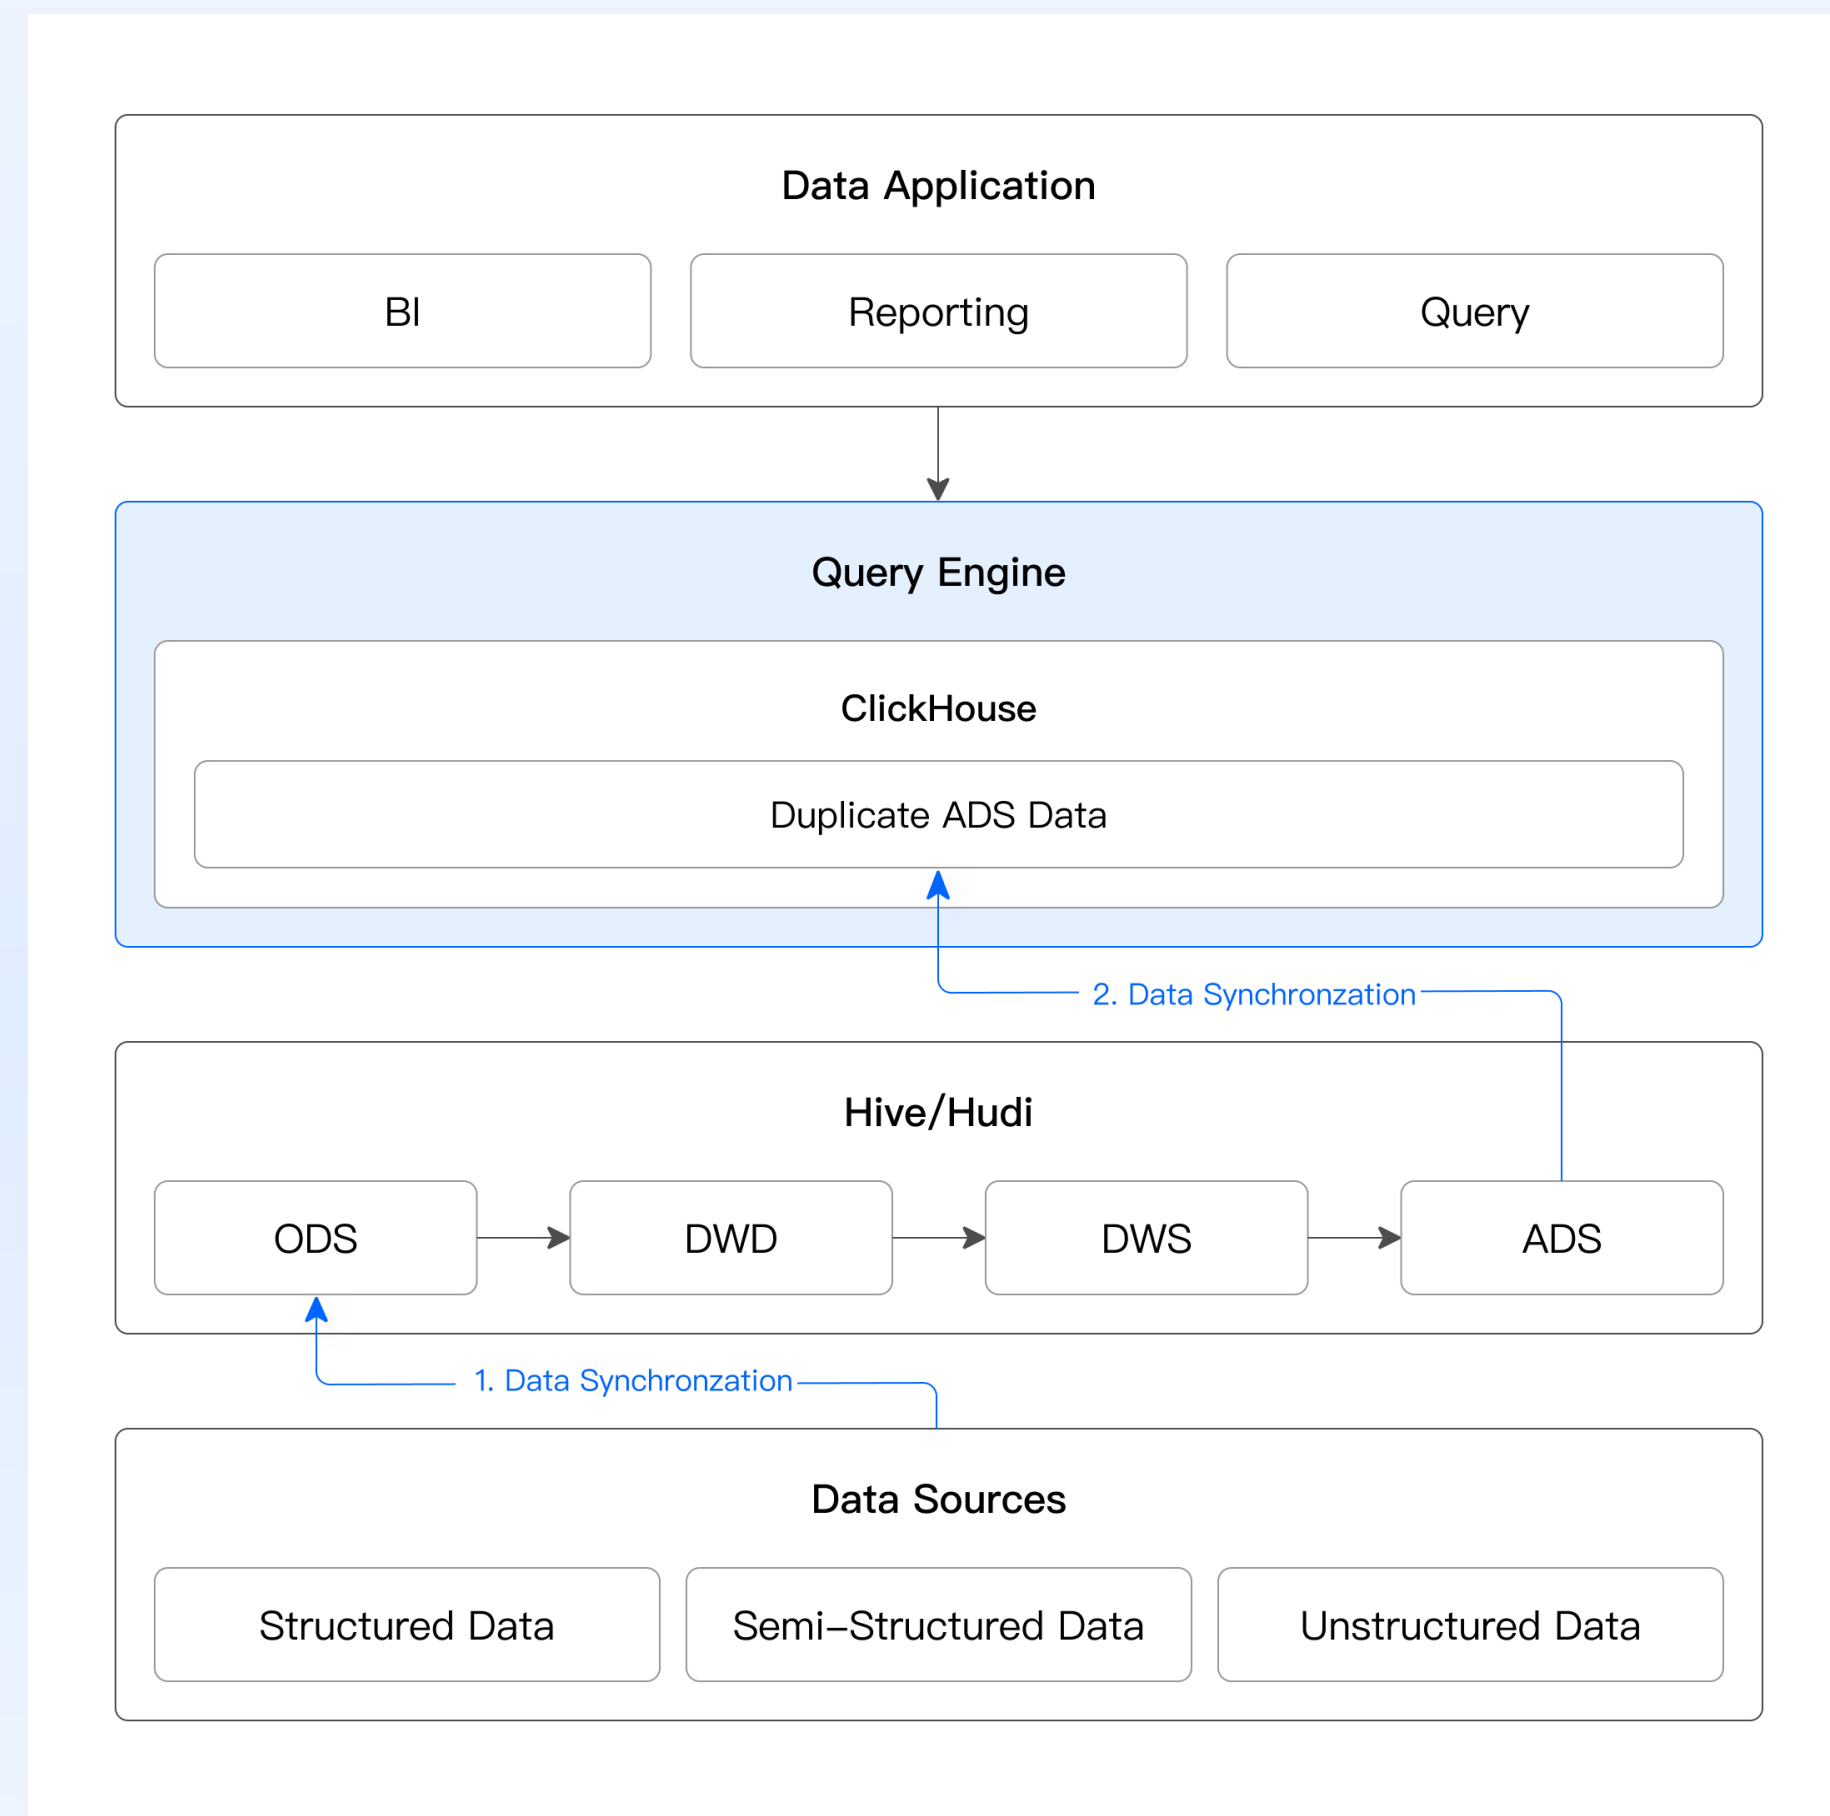 Data Application
BI
Reporting
Query
Query Engine
ClickHouse
Duplicate ADS Data
2. Data Synchronzation
Hive/Hudi
ODS
DWD
DWS
ADS
1. Data Synchronzation
Data Sources
Structured Data
Semi-Structured Data
Unstructured Data